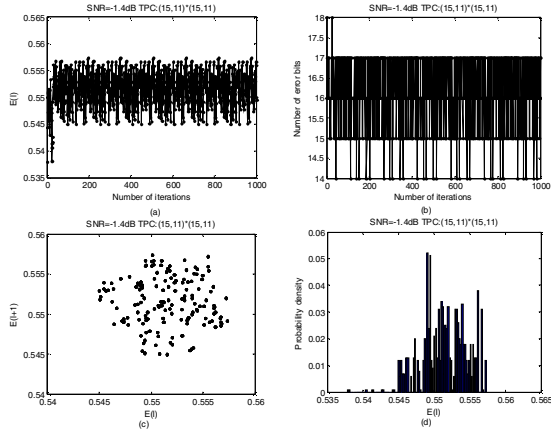 SNR=-1.4dB TPC:(15,11)*(15,11)
0.565
0.56
0.555
0.55
0.545
0.54
0.535
E(l)
0 200 400 600 800 1000
Number of iterations
(a)
SNR=-1.4dB TPC:(15,11)*(15,11)
18
17.5
17
16.5
16
15.5
15
14.5
14
Number of error bits
0 200 400 600 800 1000
Number of iterations
(b)
SNR=-1.4dB TPC:(15,11)*(15,11)
0.56
0.555
0.55
0.545
0.54
E(l+1)
0.54 0.545 0.55 0.555 0.56
E(l)
(c)
SNR=-1.4dB TPC:(15,11)*(15,11)
0.06
0.05
0.04
0.03
0.02
0.01
0
Probability density
0.535 0.54 0.545 0.55 0.555 0.56 0.565
E(l)
(d)